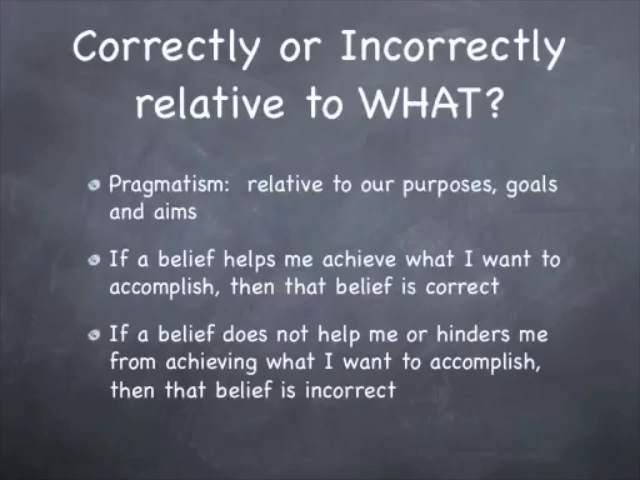 Correctly or Incorrectly
relative to WHAT?
Pragmatism: relative to our purposes, goals
and aims
If a belief helps me achieve what I want to
accomplish, then that belief is correct
If a belief does not help me or hinders me
from achieving what I want to accomplish,
then that belief is incorrect